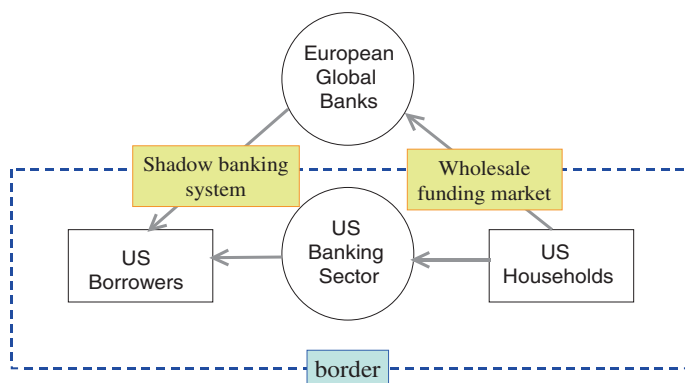 European
Global
Banks
Shadow banking
system
Wholesale
funding market
US
Borrowers
US
Banking
Sector
US
Households
border